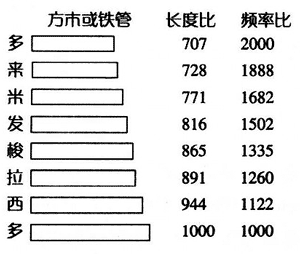 方市或铁管 长度比 频率比
多 707 2000
来 728 1888
米 771 1682
发 816 1502
梭 865 1335
拉 891 1260
西 944 1122
多 1000 1000